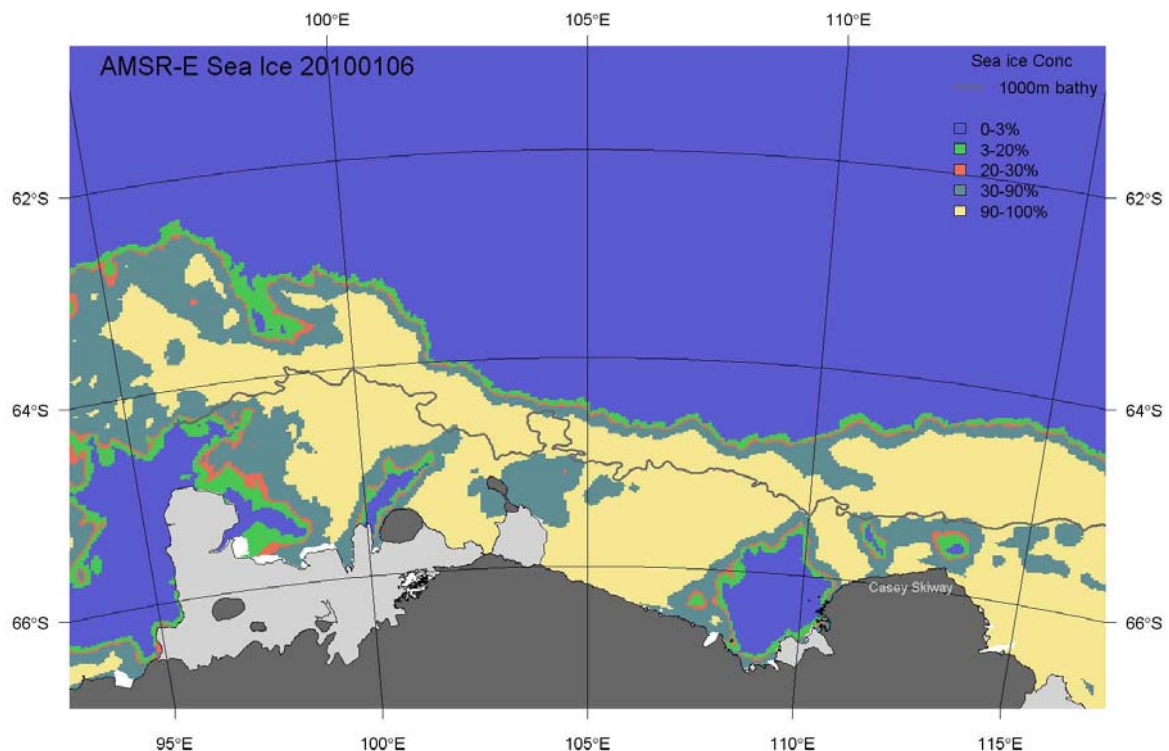 100°E 105°E 110°E
AMSR-E Sea Ice 20100106
Sea ice Conc
1000m bathy
0-3%
3-20%
20-30%
30-90%
90-100%
62°S 62°S
64°S 64°S
Casey Skiway
66°S 66°S
95°E 100°E 105°E 110°E 115°E